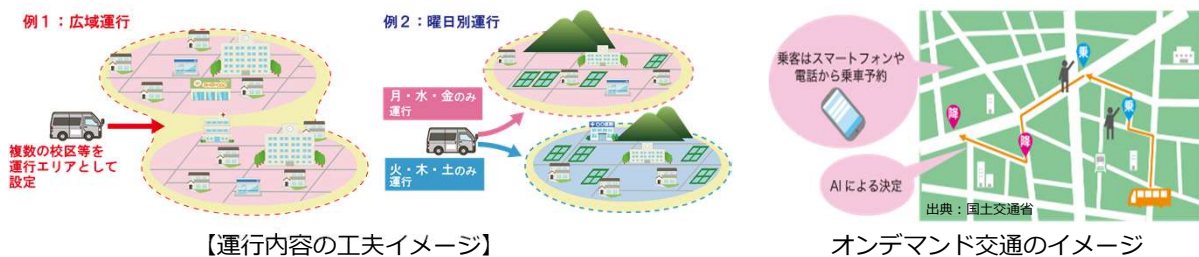 例1:広域運行
複数の校区等を
運行エリアとして
設定
例2:曜日別運行
月・水・金のみ
運行
火・木・土のみ
運行
【運行内容の工夫イメージ】
乗客はスマートフォンや
電話から乗車予約
AIによる決定
乗
乗
降
降
出典:国土交通省
オンデマンド交通のイメージ